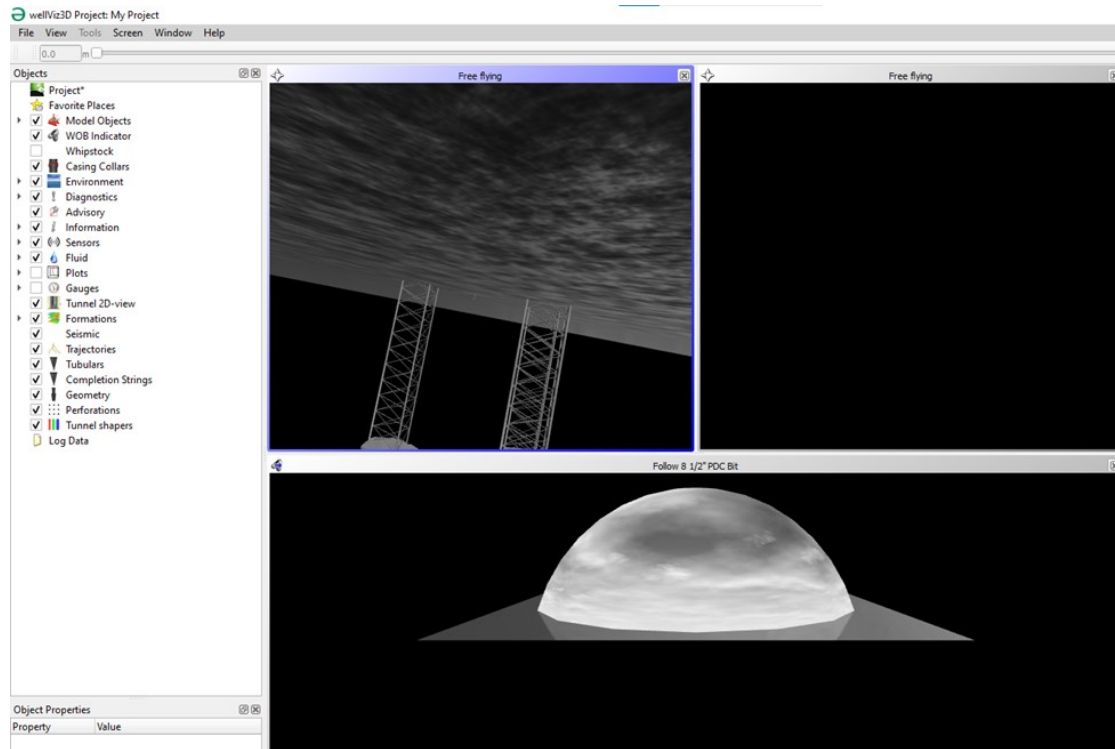 wellViz3D Project: My Project
File View Tools Screen Window Help
0.0 m
Objects
Project*
Favorite Places
Model Objects
WOB Indicator
Whipstock
Casing Collars
Environment
Diagnostics
Advisory
Information
Sensors
Fluid
Plots
Gauges
Tunnel 2D-view
Formations
Seismic
Trajectories
Tubulars
Completion Strings
Geometry
Perforations
Tunnel shapers
Log Data
Object Properties
Property Value
Free flying
Free flying
Follow 8 1/2" PDC Bit